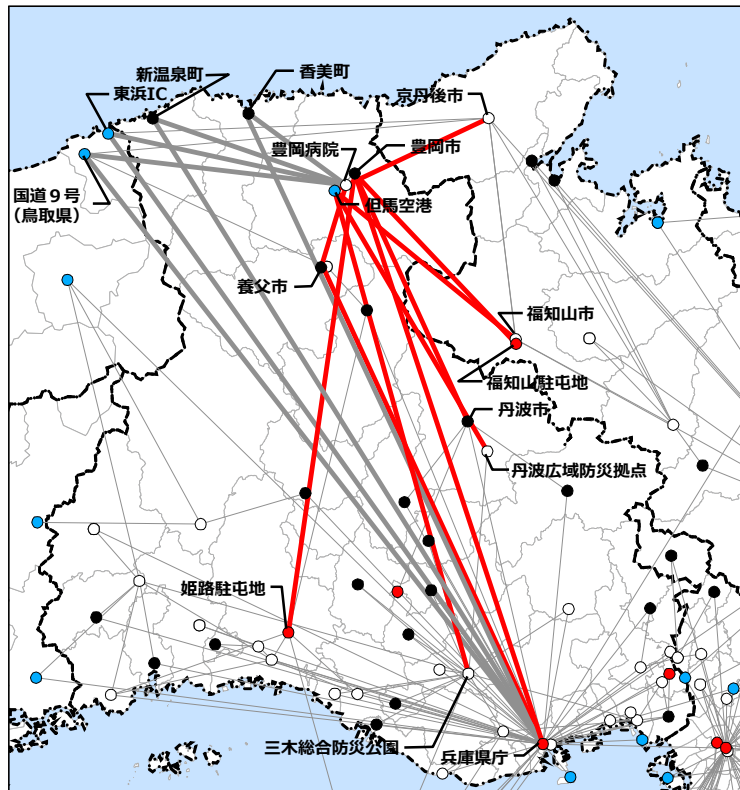 新温泉町
香美町
東浜IC
京丹後市
豊岡病院
豊岡市
国道９号
（鳥取県）
但馬空港
養父市
福知山市
福知山駐屯地
丹波市
丹波広域防災拠点
姫路駐屯地
三木総合防災公園
兵庫県庁